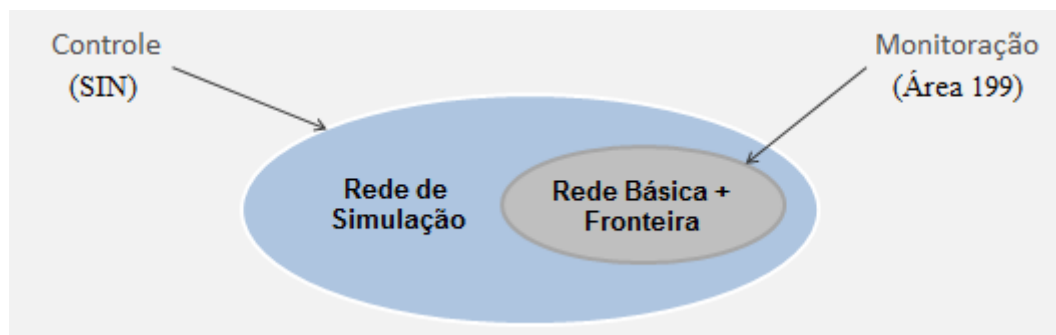 Controle
(SIN)
Monitoração
(Área 199)
Rede de
Simulação
Rede Básica +
Fronteira